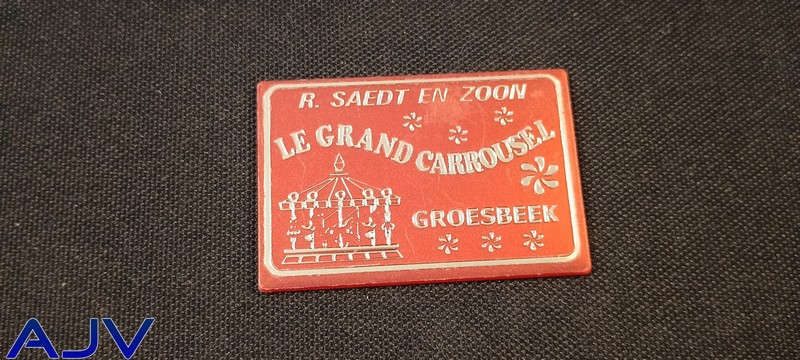 R. SAEDT EN ZOON
LE GRAND CARROUSEL
GROESBEEK
AJV